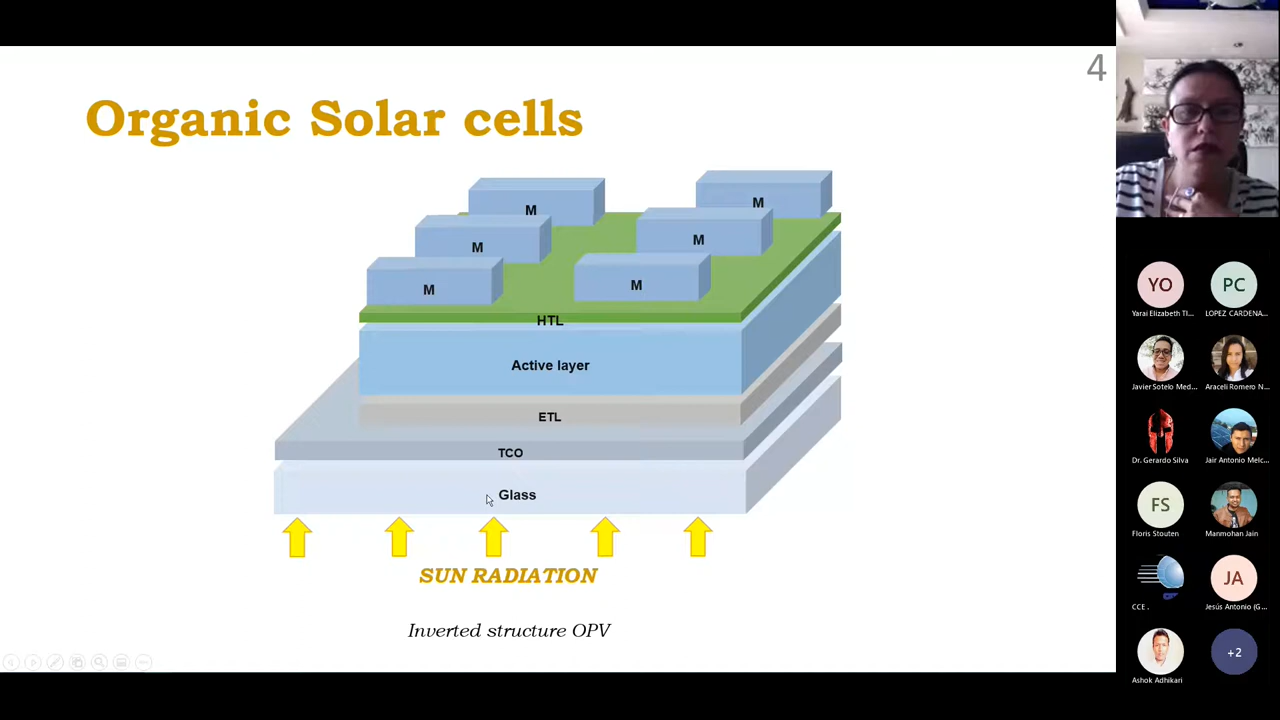 4
Organic Solar cells
M
M
M
M
M
M
HTL
Active layer
ETL
TCO
Glass
SUN RADIATION
Inverted structure OPV
YO
PC
Yarai Elizabeth TI...
LOPEZ CARDENA...
Javier Sotelo Med...
Araceli Romero N...
Dr. Gerardo Silva
Jair Antonio Melc...
FS
Floris Stouten
Manmohan Jain
JA
CCE .
Jesús Antonio (G...
+2
Ashok Adhikari